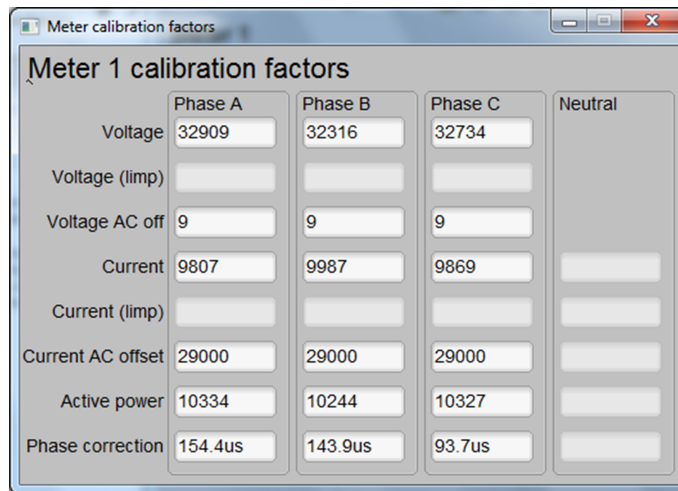 Meter calibration factors
Meter 1 calibration factors
Phase A Phase B Phase C Neutral
Voltage 32909 32316 32734
Voltage (limp)
Voltage AC off 9 9 9
Current 9807 9987 9869
Current (limp)
Current AC offset 29000 29000 29000
Active power 10334 10244 10327
Phase correction 154.4us 143.9us 93.7us